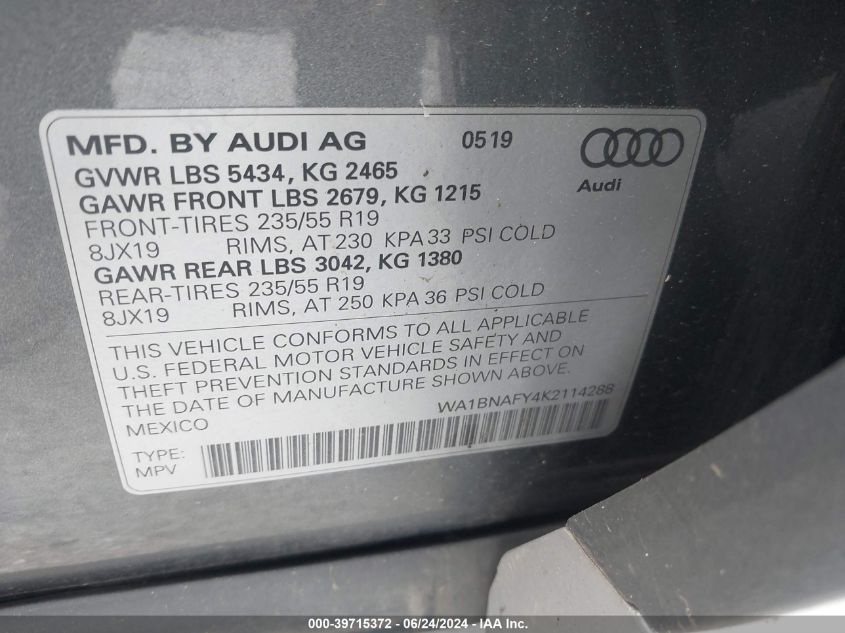 MFD. BY AUDI AG 0519
Audi
GVWR LBS 5434, KG 2465
GAWR FRONT LBS 2679, KG 1215
FRONT-TIRES 235/55 R19
8JX19 RIMS, AT 230 KPA 33 PSI COLD
GAWR REAR LBS 3042, KG 1380
REAR-TIRES 235/55 R19
8JX19 RIMS, AT 250 KPA 36 PSI COLD
THIS VEHICLE CONFORMS TO ALL APPLICABLE
U.S. FEDERAL MOTOR VEHICLE SAFETY AND
THEFT PREVENTION STANDARDS IN EFFECT ON
THE DATE OF MANUFACTURE SHOWN ABOVE.
MEXICO WA1BNAFY4K2114288
TYPE:
MPV
000-39715372 - 06/24/2024 - IAA Inc.